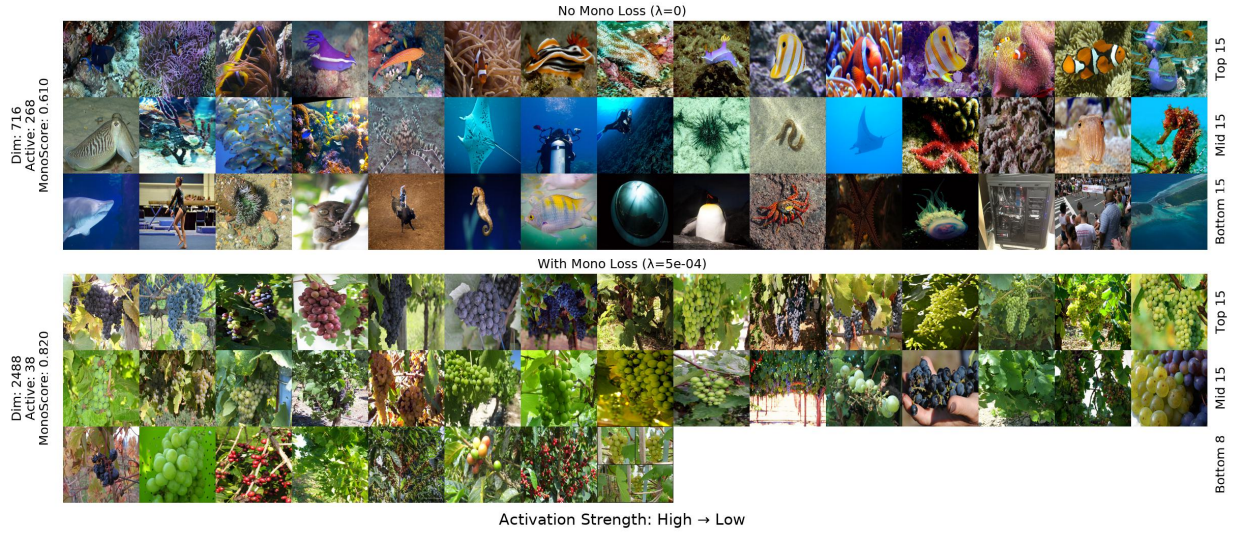 No Mono Loss (λ=0)
Dim: 716
Active: 268
MonoScore: 0.610
Top 15
Mid 15
Bottom 15
With Mono Loss (λ=5e-04)
Dim: 2488
Active: 38
MonoScore: 0.820
Top 15
Mid 15
Bottom 8
Activation Strength: High → Low